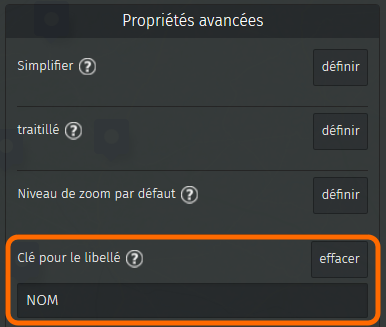 Propriétés avancées
Simplifier ? définir
traitillé ? définir
Niveau de zoom par défaut ? définir
Clé pour le libellé ? effacer
NOM